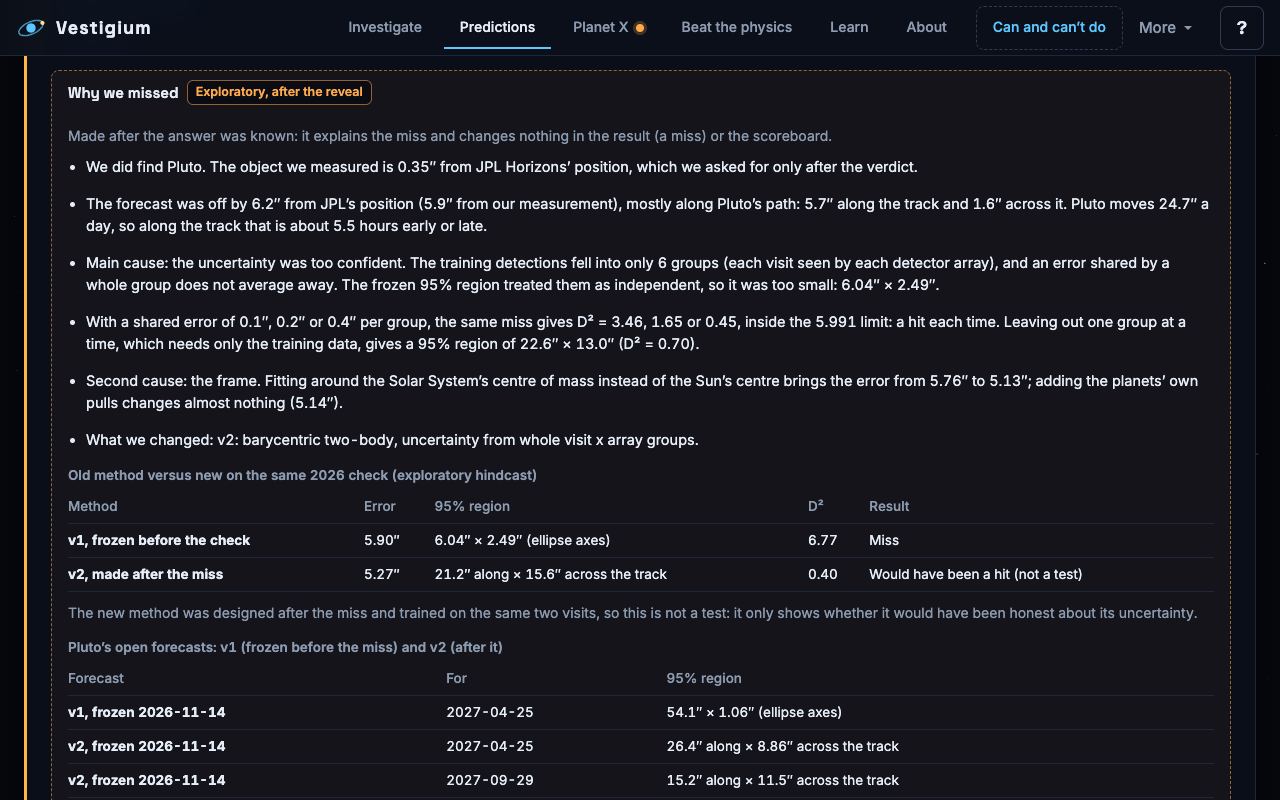 Vestigium
Investigate
Predictions
Planet X
Beat the physics
Learn
About
Can and can't do
More
?
Why we missed
Exploratory, after the reveal
Made after the answer was known: it explains the miss and changes nothing in the result (a miss) or the scoreboard.
• We did find Pluto. The object we measured is 0.35″ from JPL Horizons’ position, which we asked for only after the verdict.
• The forecast was off by 6.2″ from JPL’s position (5.9″ from our measurement), mostly along Pluto’s path: 5.7″ along the track and 1.6″ across it. Pluto moves 24.7″ a
day, so along the track that is about 5.5 hours early or late.
• Main cause: the uncertainty was too confident. The training detections fell into only 6 groups (each visit seen by each detector array), and an error shared by a
whole group does not average away. The frozen 95% region treated them as independent, so it was too small: 6.04″ × 2.49″.
• With a shared error of 0.1″, 0.2″ or 0.4″ per group, the same miss gives D² = 3.46, 1.65 or 0.45, inside the 5.991 limit: a hit each time. Leaving out one group at a
time, which needs only the training data, gives a 95% region of 22.6″ × 13.0″ (D² = 0.70).
• Second cause: the frame. Fitting around the Solar System’s centre of mass instead of the Sun’s centre brings the error from 5.76″ to 5.13″; adding the planets’ own
pulls changes almost nothing (5.14″).
• What we changed: v2: barycentric two-body, uncertainty from whole visit x array groups.
Old method versus new on the same 2026 check (exploratory hindcast)
Method Error 95% region D² Result
v1, frozen before the check 5.90″ 6.04″ × 2.49″ (ellipse axes) 6.77 Miss
v2, made after the miss 5.27″ 21.2″ along × 15.6″ across the track 0.40 Would have been a hit (not a test)
The new method was designed after the miss and trained on the same two visits, so this is not a test: it only shows whether it would have been honest about its uncertainty.
Pluto’s open forecasts: v1 (frozen before the miss) and v2 (after it)
Forecast For 95% region
v1, frozen 2026-11-14 2027-04-25 54.1″ × 1.06″ (ellipse axes)
v2, frozen 2026-11-14 2027-04-25 26.4″ along × 8.86″ across the track
v2, frozen 2026-11-14 2027-09-29 15.2″ along × 11.5″ across the track